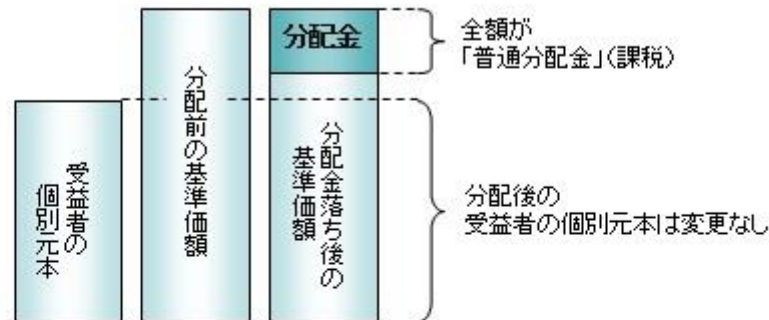 受益者の
個別元本
分配前の基準価額
分配金
分配金落ち後の
基準価額
全額が
「普通分配金」(課税)
分配後の
受益者の個別元本は変更なし